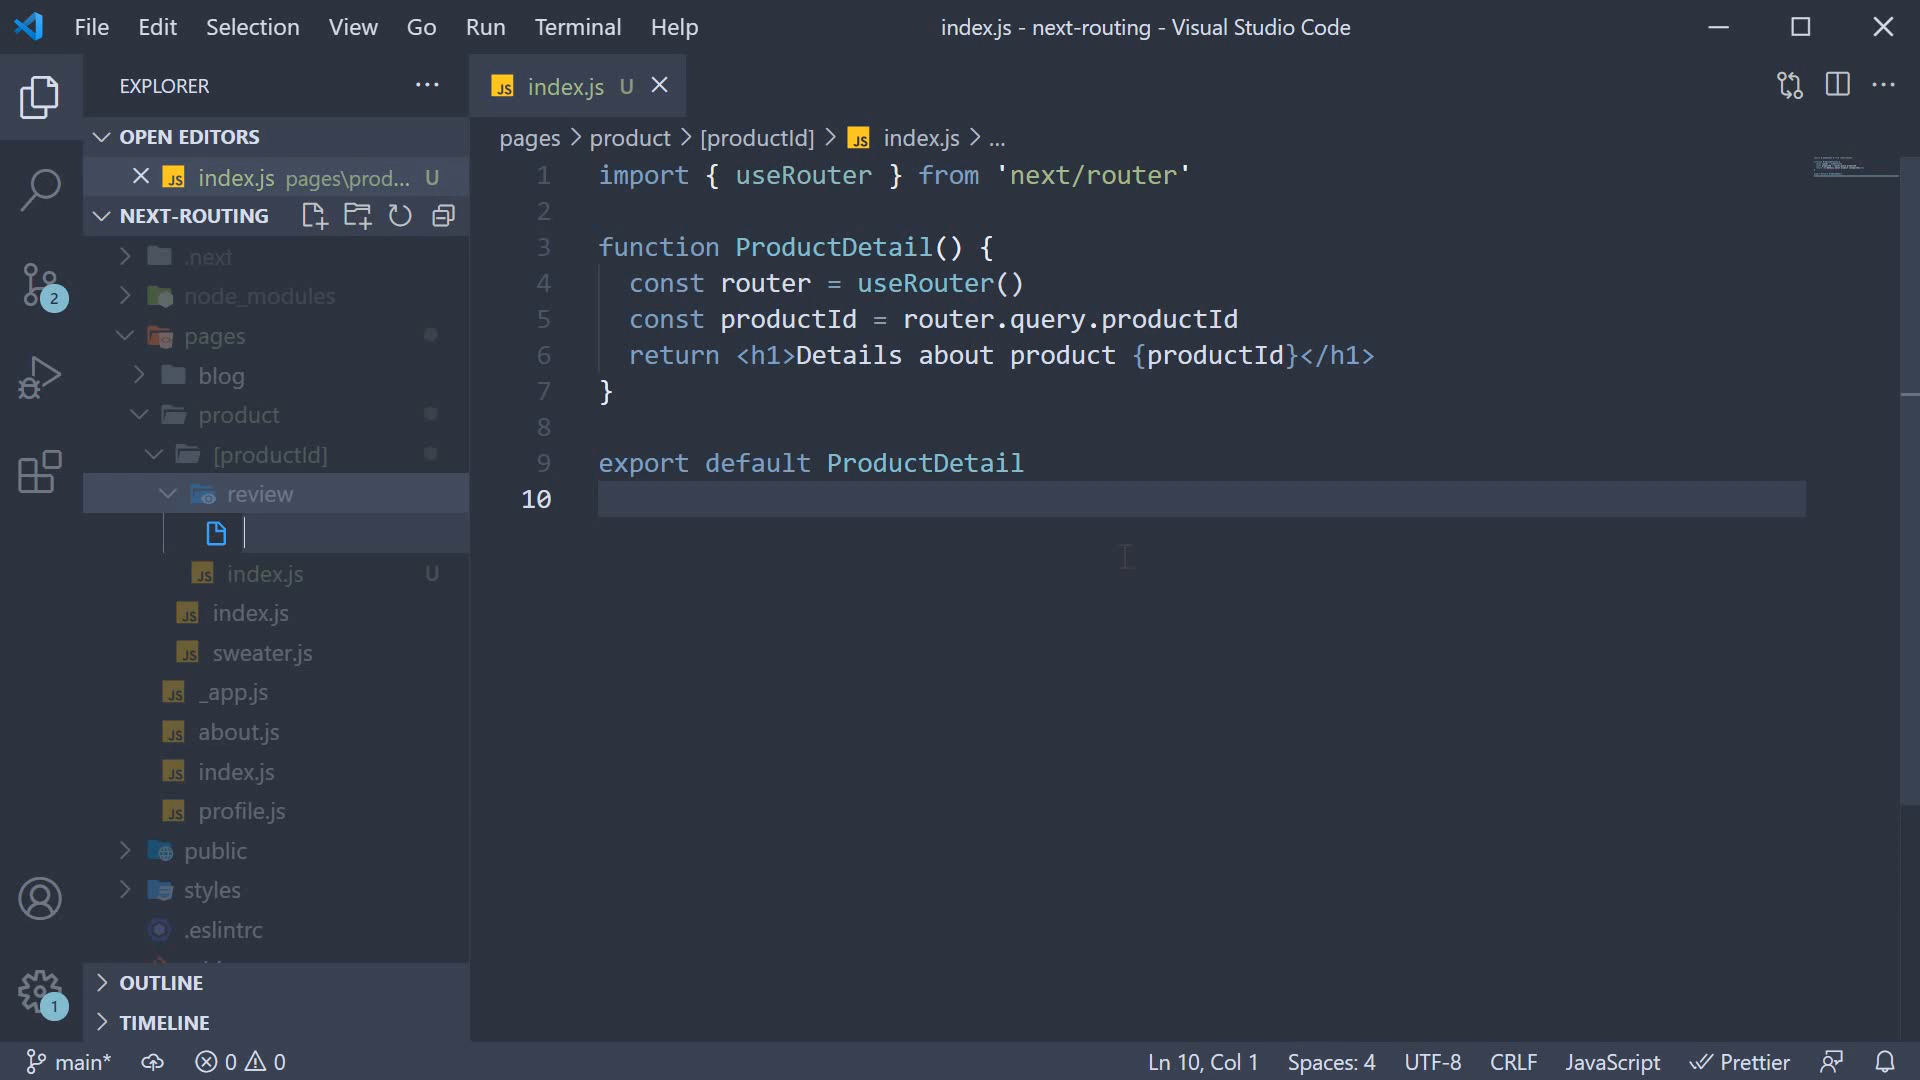 File Edit Selection View Go Run Terminal Help
index.js - next-routing - Visual Studio Code
EXPLORER
OPEN EDITORS
index.js pages\prod... U
NEXT-ROUTING
.next
node_modules
pages
blog
product
[productId]
review
index.js U
index.js
sweater.js
_app.js
about.js
index.js
profile.js
public
styles
.eslintrc
OUTLINE
TIMELINE
2
1
index.js U
pages > product > [productId] > index.js > ...
1 import { useRouter } from 'next/router'
2
3 function ProductDetail() {
4 const router = useRouter()
5 const productId = router.query.productId
6 return <h1>Details about product {productId}</h1>
7 }
8
9 export default ProductDetail
10
main* 0 0
Ln 10, Col 1 Spaces: 4 UTF-8 CRLF JavaScript Prettier